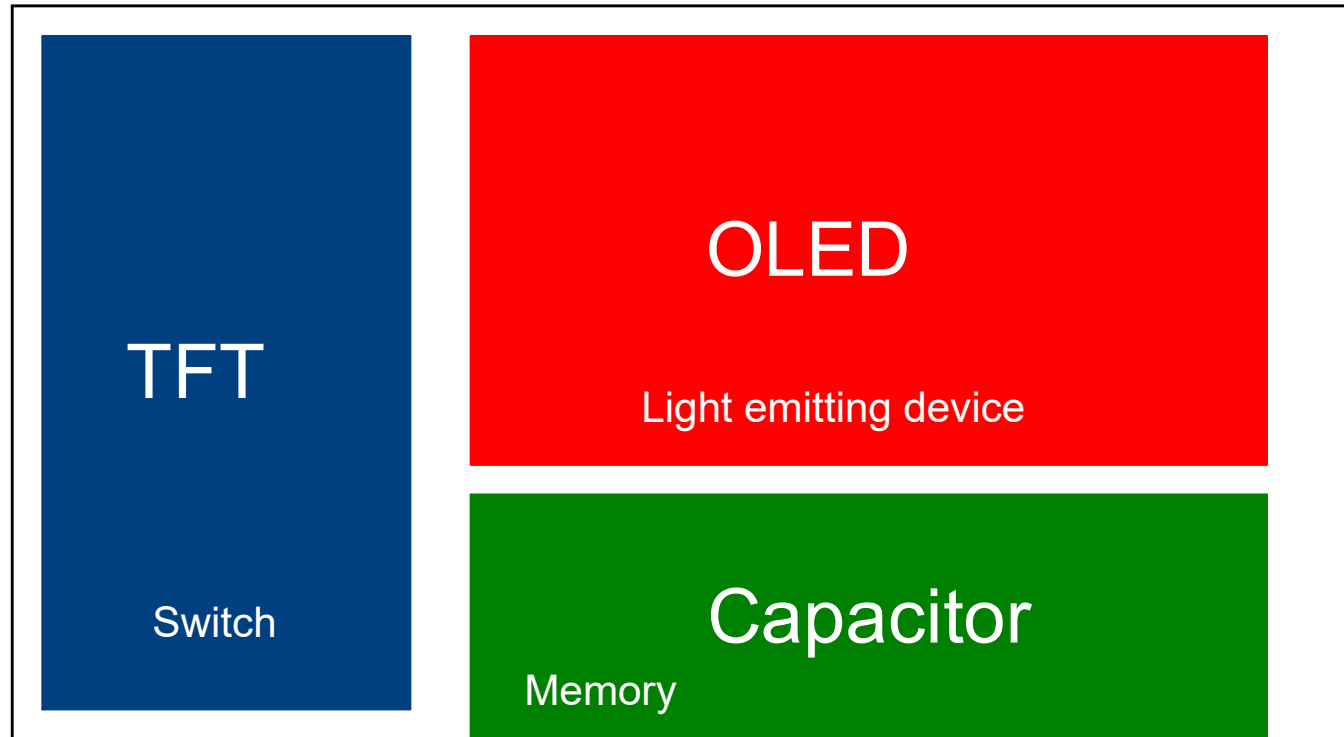 TFT
Switch
OLED
Light emitting device
Capacitor
Memory